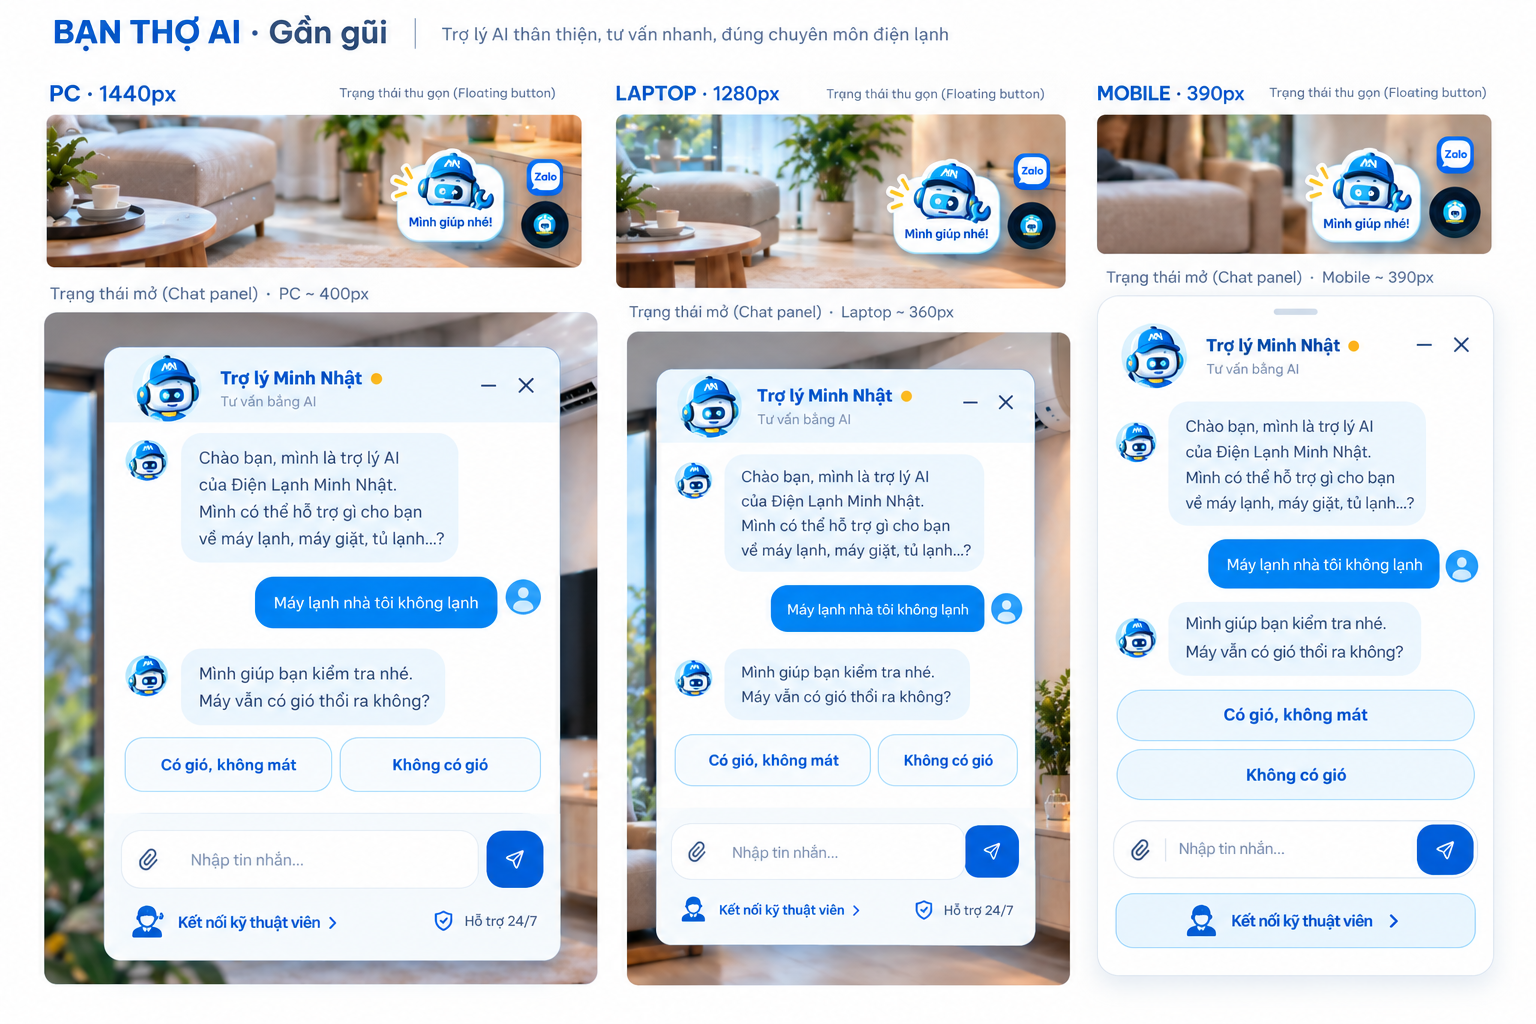 BẠN THỢ AI · Gần gũi
Trợ lý AI thân thiện, tư vấn nhanh, đúng chuyên môn điện lạnh
PC · 1440px
Trạng thái thu gọn (Floating button)
Mình giúp nhé!
Zalo
Trạng thái mở (Chat panel) · PC ~ 400px
Trợ lý Minh Nhật
Tư vấn bằng AI
Chào bạn, mình là trợ lý AI
của Điện Lạnh Minh Nhật.
Mình có thể hỗ trợ gì cho bạn
về máy lạnh, máy giặt, tủ lạnh...?
Máy lạnh nhà tôi không lạnh
Mình giúp bạn kiểm tra nhé.
Máy vẫn có gió thổi ra không?
Có gió, không mát
Không có gió
Nhập tin nhắn...
Kết nối kỹ thuật viên
Hỗ trợ 24/7
LAPTOP · 1280px
Trạng thái thu gọn (Floating button)
Mình giúp nhé!
Zalo
Trạng thái mở (Chat panel) · Laptop ~ 360px
Trợ lý Minh Nhật
Tư vấn bằng AI
Chào bạn, mình là trợ lý AI
của Điện Lạnh Minh Nhật.
Mình có thể hỗ trợ gì cho bạn
về máy lạnh, máy giặt, tủ lạnh...?
Máy lạnh nhà tôi không lạnh
Mình giúp bạn kiểm tra nhé.
Máy vẫn có gió thổi ra không?
Có gió, không mát
Không có gió
Nhập tin nhắn...
Kết nối kỹ thuật viên
Hỗ trợ 24/7
MOBILE · 390px
Trạng thái thu gọn (Floating button)
Mình giúp nhé!
Zalo
Trạng thái mở (Chat panel) · Mobile ~ 390px
Trợ lý Minh Nhật
Tư vấn bằng AI
Chào bạn, mình là trợ lý AI
của Điện Lạnh Minh Nhật.
Mình có thể hỗ trợ gì cho bạn
về máy lạnh, máy giặt, tủ lạnh...?
Máy lạnh nhà tôi không lạnh
Mình giúp bạn kiểm tra nhé.
Máy vẫn có gió thổi ra không?
Có gió, không mát
Không có gió
Nhập tin nhắn...
Kết nối kỹ thuật viên